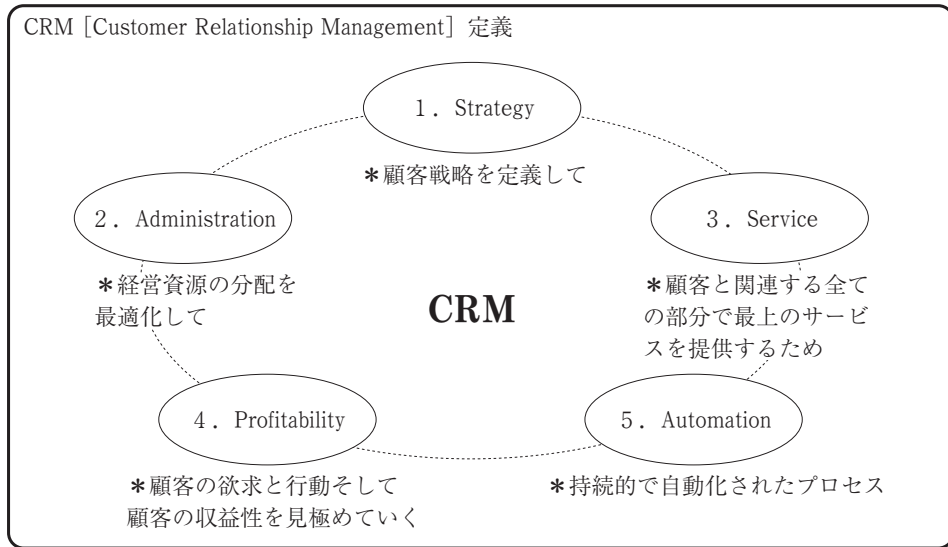 CRM [Customer Relationship Management] 定義
1. Strategy
*顧客戦略を定義して
2. Administration
*経営資源の分配を
最適化して
3. Service
*顧客と関連する全て
の部分で最上のサービ
スを提供するため
CRM
4. Profitability
*顧客の欲求と行動そして
顧客の収益性を見極めていく
5. Automation
*持続的で自動化されたプロセス